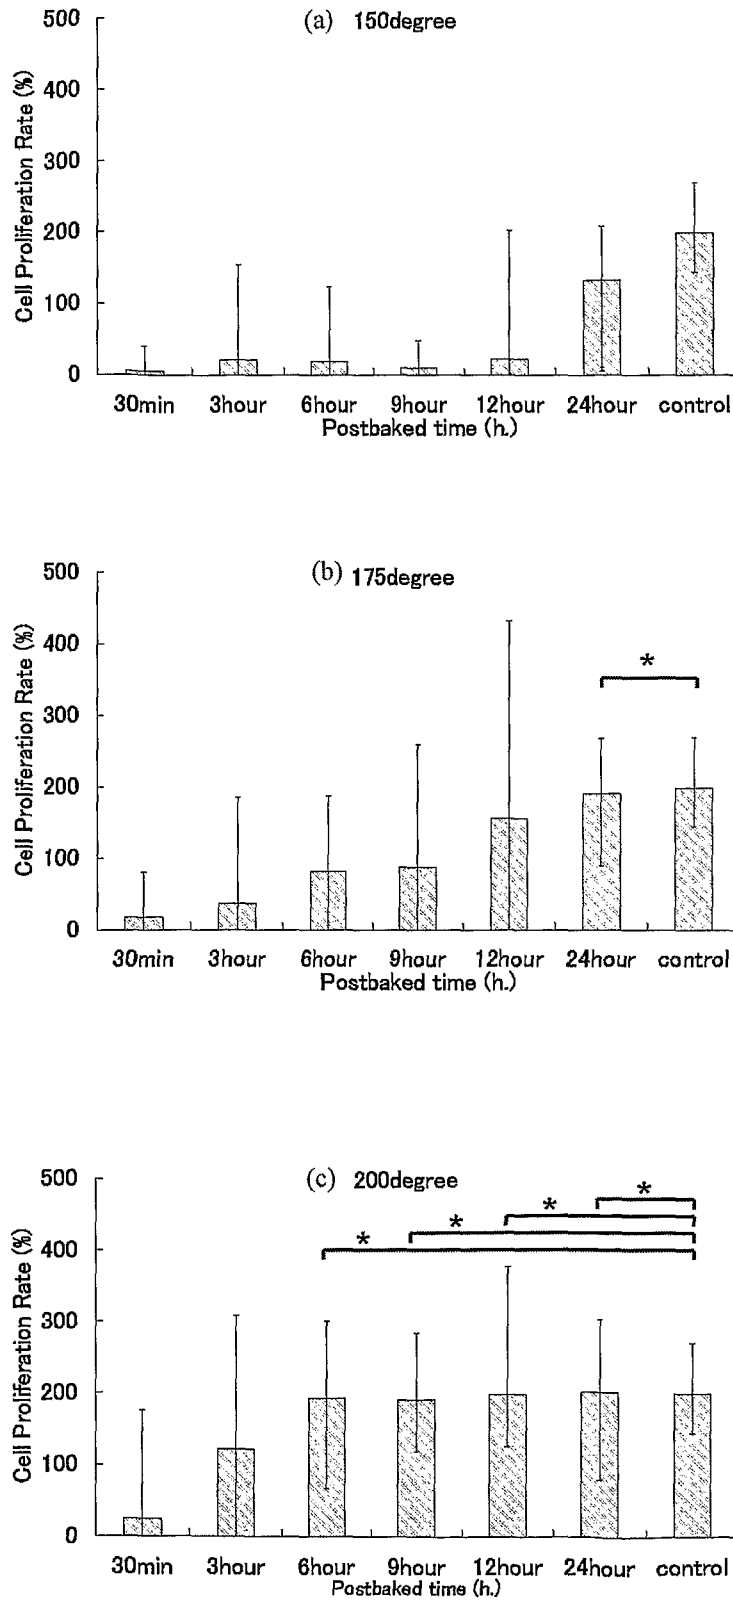 (a) 150degree
500
400
300
200
100
0
Cell Proliferation Rate (%)
30min 3hour 6hour 9hour 12hour 24hour control
Postbaked time (h.)
(b) 175degree
500
400
300
200
100
0
Cell Proliferation Rate (%)
*
30min 3hour 6hour 9hour 12hour 24hour control
Postbaked time (h.)
(c) 200degree
500
400
300
200
100
0
Cell Proliferation Rate (%)
* * * *
30min 3hour 6hour 9hour 12hour 24hour control
Postbaked time (h.)